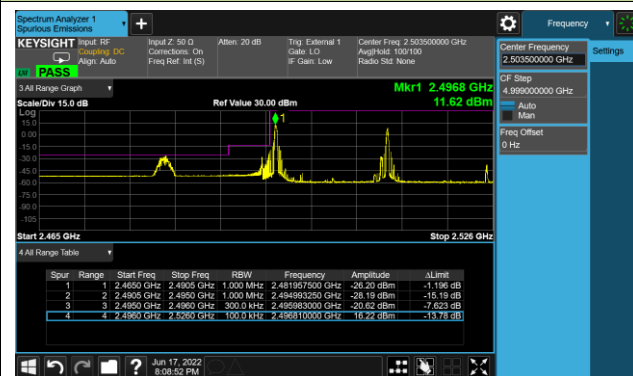 Spectrum Analyzer 1
Spurious Emissions
Frequency
KEYSIGHT
Input: RF
Coupling: DC
Align: Auto
Input Z: 50 Ω
Corrections: On
Freq Ref: Int (S)
Atten: 20 dB
Trig: External 1
Gate: LO
IF Gain: Low
Center Freq: 2.503500000 GHz
Avg|Hold: 100/100
Radio Std: None
PASS
Center Frequency
2.503500000 GHz
Settings
CF Step
4.999000000 GHz
Auto
Man
Freq Offset
0 Hz
3 All Range Graph
Mkr1 2.4968 GHz
Scale/Div 15.0 dB
Ref Value 30.00 dBm
11.62 dBm
Log
15.0
0.00
-15.0
-30.0
-45.0
-60.0
-75.0
-90.0
-105
1
Start 2.465 GHz
Stop 2.526 GHz
4 All Range Table
Spur Range Start Freq Stop Freq RBW Frequency Amplitude ΔLimit
1 1 2.4650 GHz 2.4905 GHz 1.000 MHz 2.481957500 GHz -26.20 dBm -1.196 dB
2 2 2.4905 GHz 2.4950 GHz 1.000 MHz 2.494993250 GHz -28.19 dBm -15.19 dB
3 3 2.4950 GHz 2.4960 GHz 300.0 kHz 2.495983000 GHz -20.62 dBm -7.623 dB
4 4 2.4960 GHz 2.5260 GHz 100.0 kHz 2.496810000 GHz 16.22 dBm -13.78 dB
Jun 17, 2022
8:08:52 PM